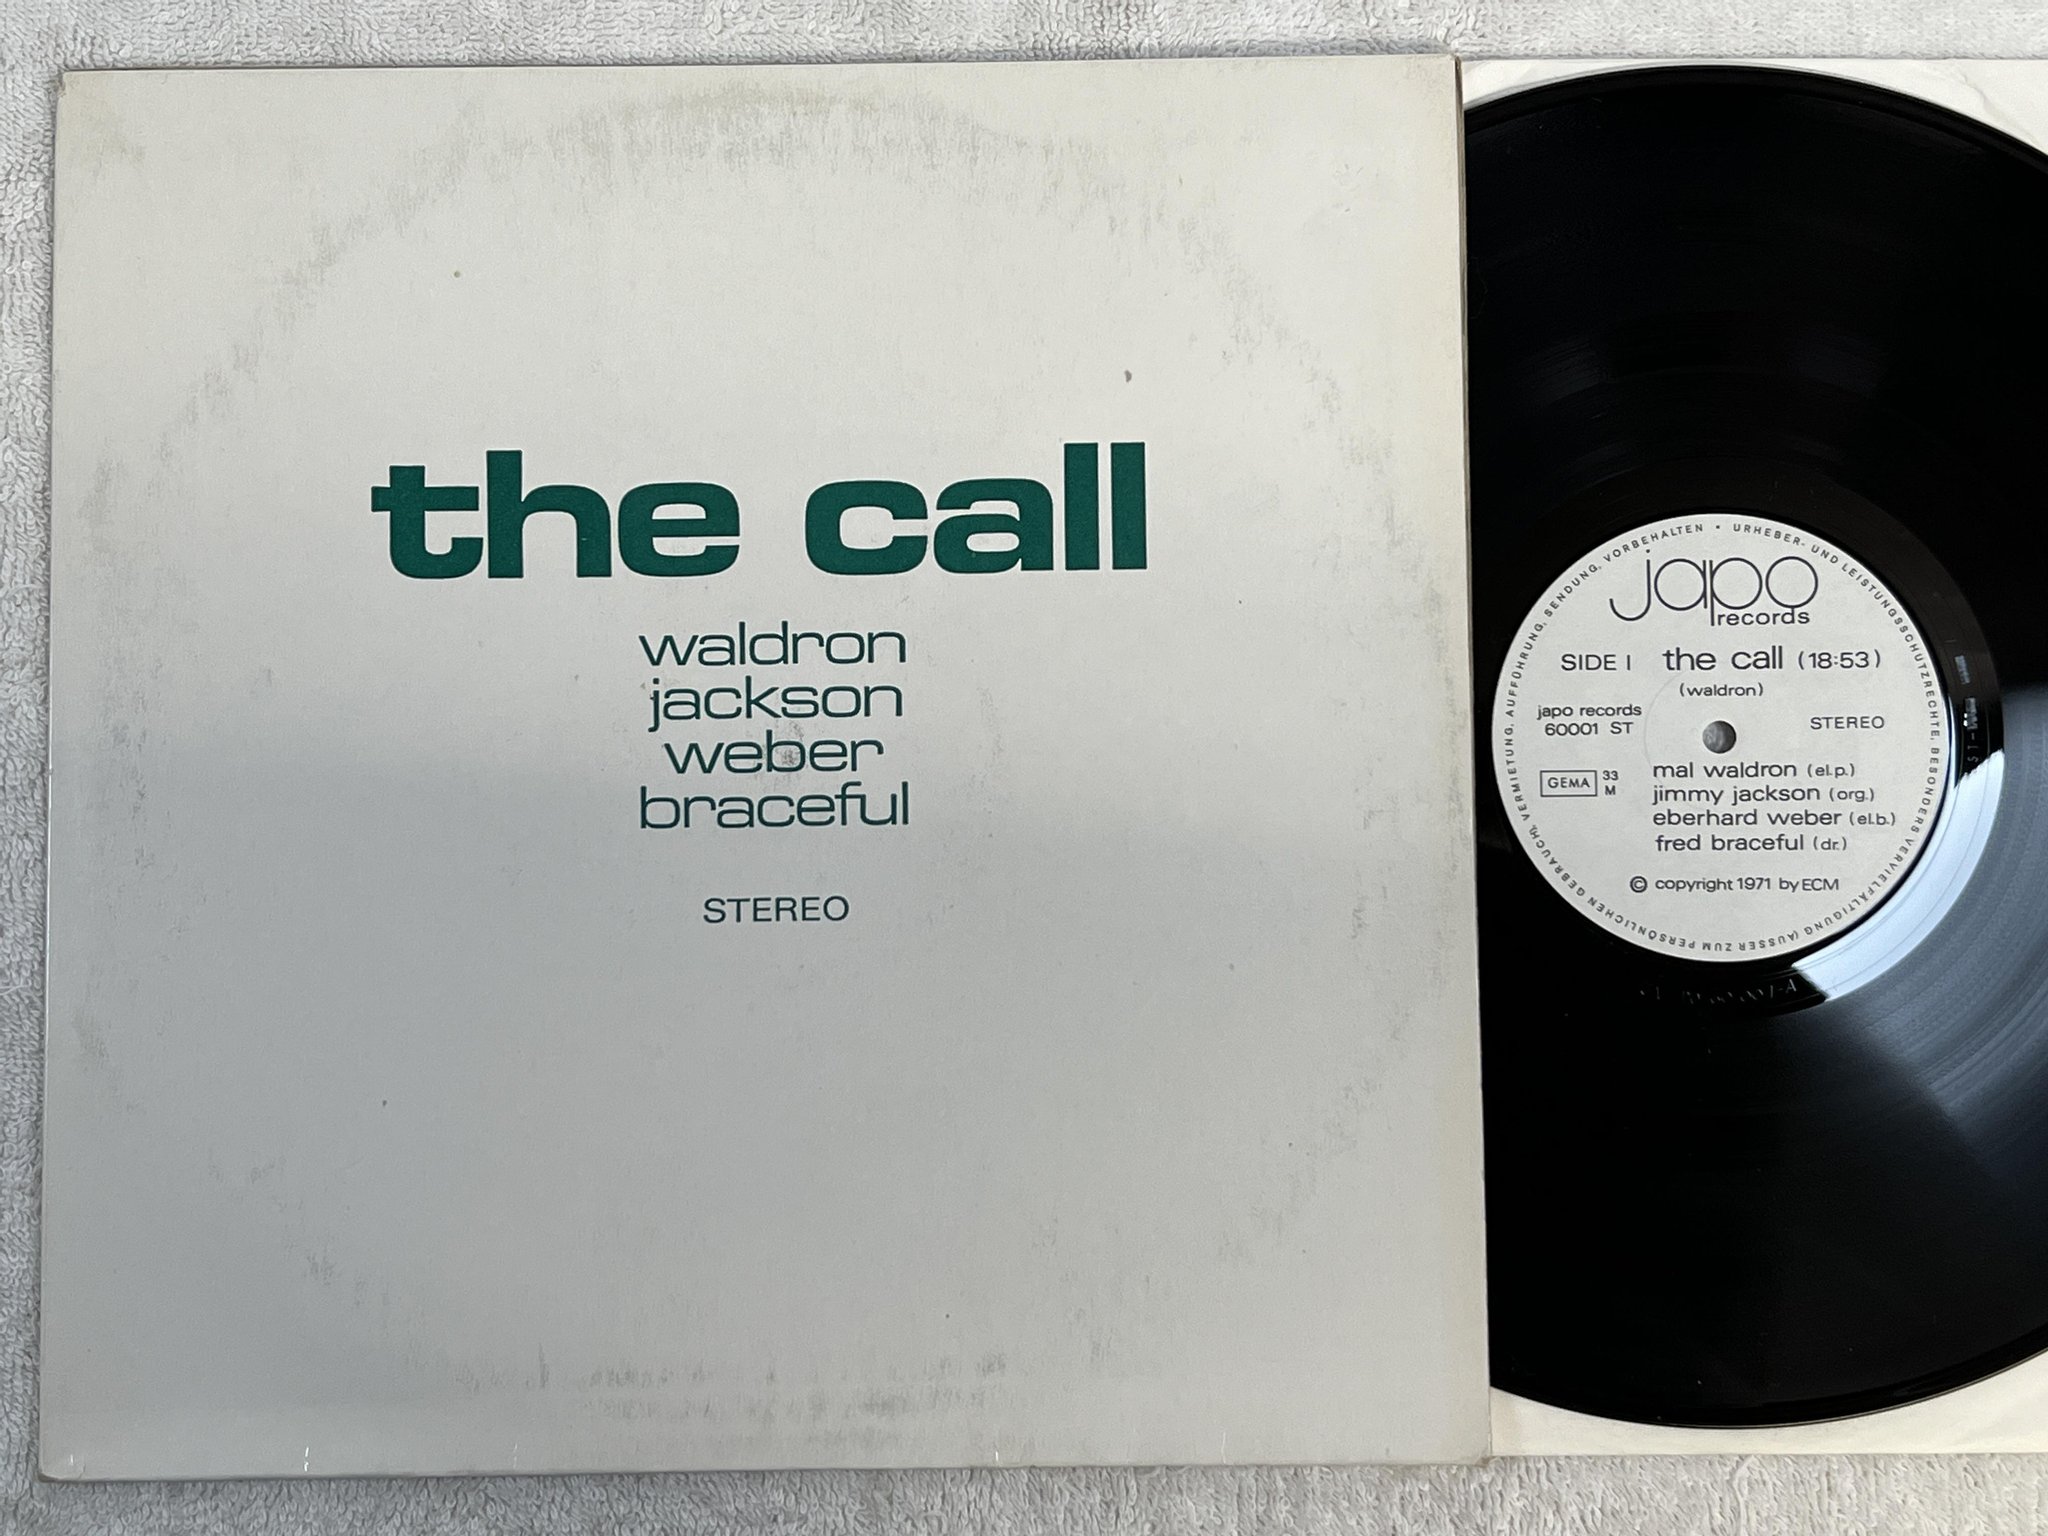 the call
waldron
jackson
weber
braceful
STEREO
japo
records
SIDE I the call (18:53)
(waldron)
japo records
60001 ST
STEREO
GEMA
33
M
mal waldron (el.p.)
jimmy jackson (org.)
eberhard weber (el.b.)
fred braceful (dr.)
© copyright 1971 by ECM
URHEBER- UND LEISTUNGSSCHUTZRECHTE, BESONDERS VERVIELFÄLTIGUNG (AUSSER ZUM PERSÖNLICHEN GEBRAUCH), VERMIETUNG, AUFFÜHRUNG, SENDUNG, VORBEHALTEN •